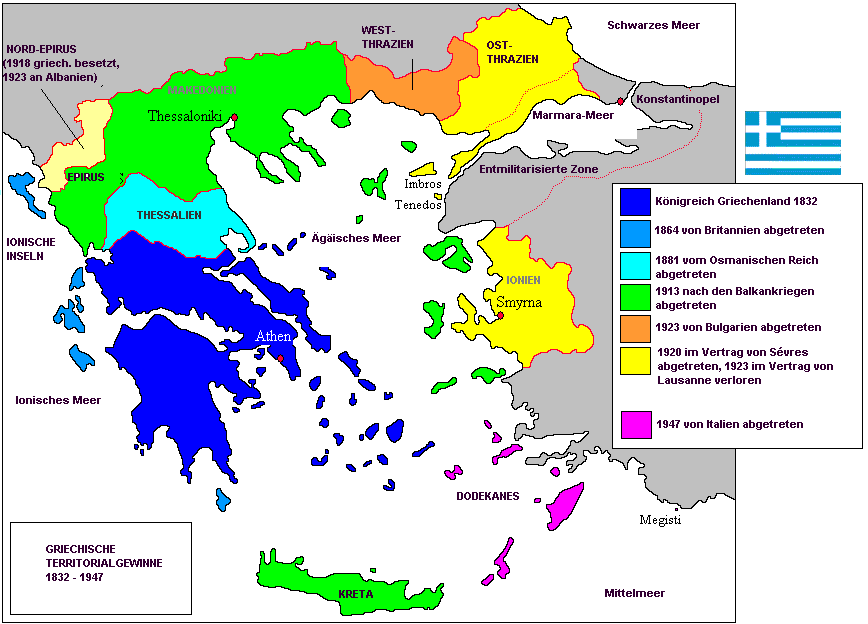 Schwarzes Meer
WEST-
THRAZIEN
OST-
THRAZIEN
NORD-EPIRUS
(1918 griech. besetzt,
1923 an Albanien)
MAKEDONIEN
Thessaloniki
Konstantinopel
Marmara-Meer
Entmilitarisierte Zone
EPIRUS
Imbros
Tenedos
THESSALIEN
IONISCHE
INSELN
Ägäisches Meer
IONIEN
Smyrna
Athen
Ionisches Meer
DODEKANES
Megisti
KRETA
Mittelmeer
Königreich Griechenland 1832
1864 von Britannien abgetreten
1881 vom Osmanischen Reich
abgetreten
1913 nach den Balkankriegen
abgetreten
1923 von Bulgarien abgetreten
1920 im Vertrag von Sévres
abgetreten, 1923 im Vertrag von
Lausanne verloren
1947 von Italien abgetreten
GRIECHISCHE
TERRITORIALGEWINNE
1832 - 1947